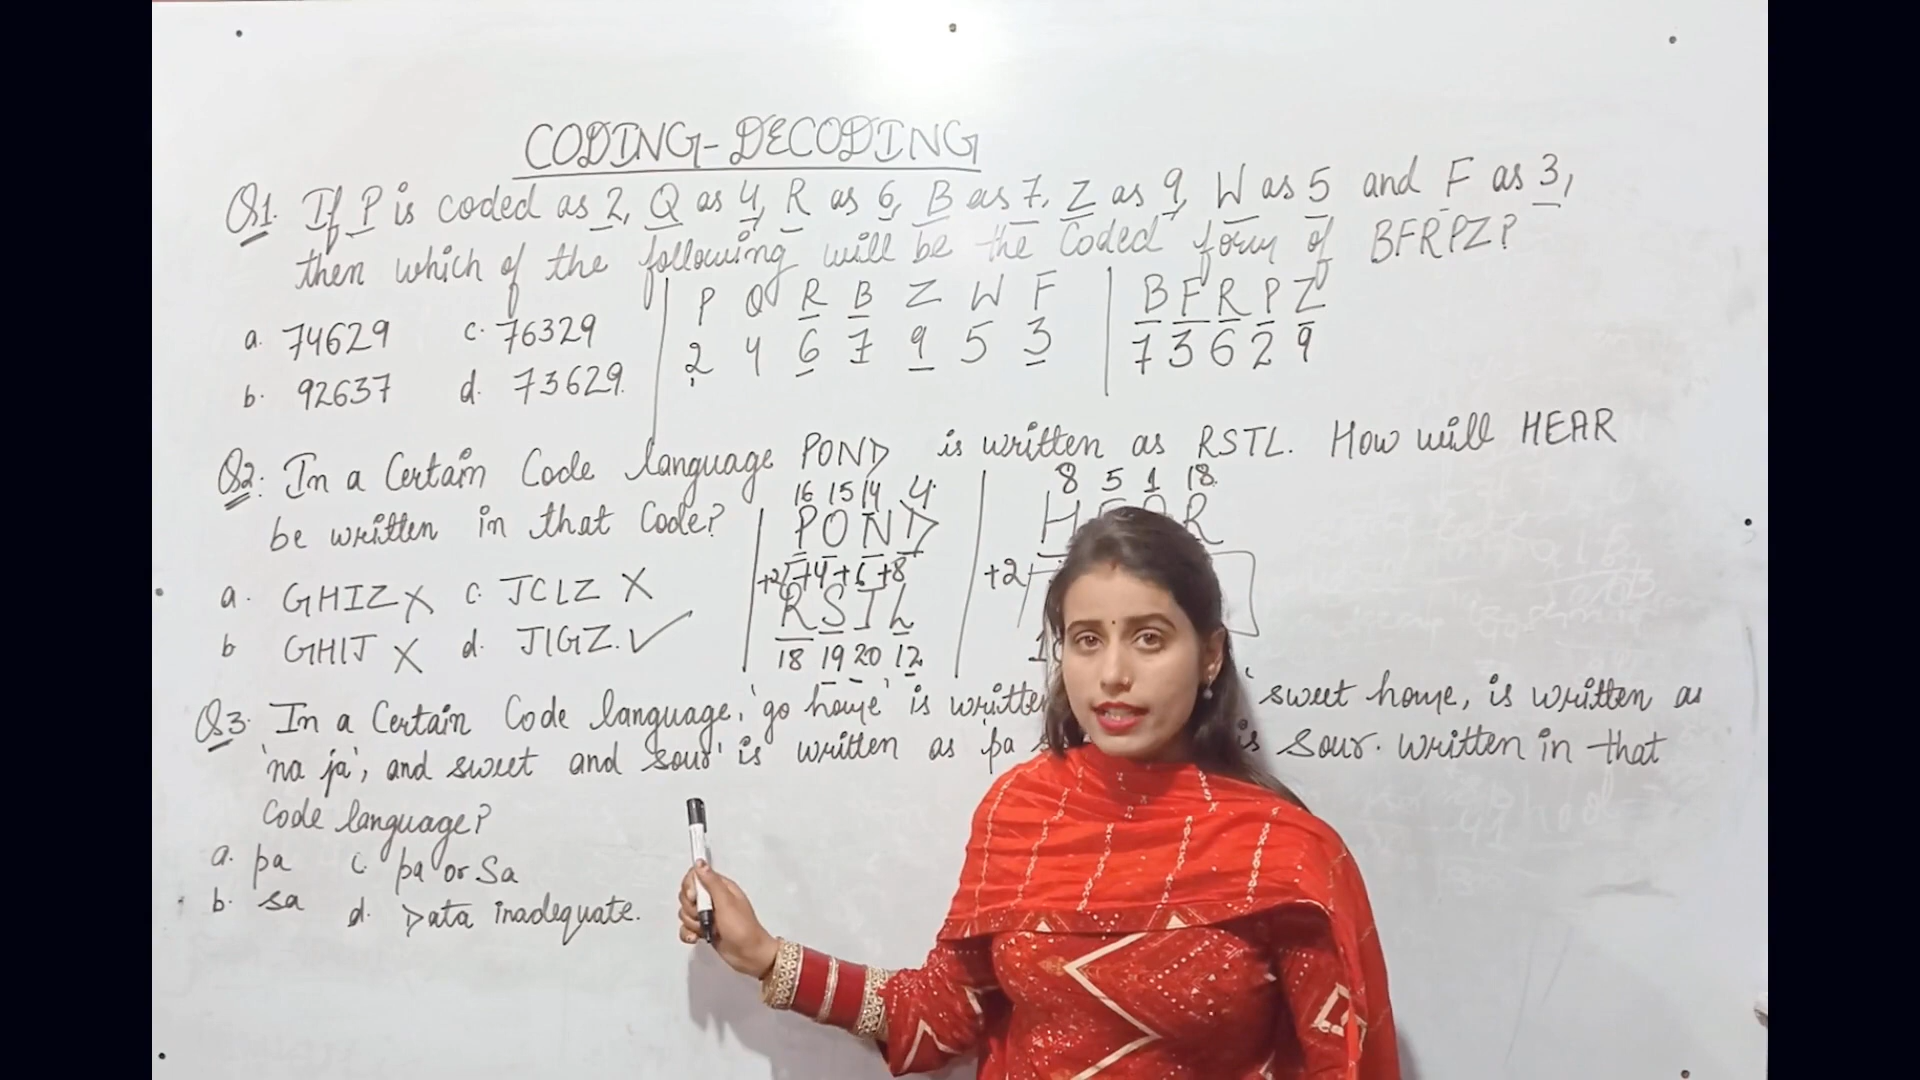 CODING-DECODING
Q1. If P is coded as 2, Q as 4, R as 6, B as 7, Z as 9, W as 5 and F as 3,
then which of the following will be the Coded form of BFRPZ?
a. 74629 c. 76329
b. 92637 d. 73629.
P Q R B Z W F
2 4 6 7 9 5 3
B F R P Z
7 3 6 2 9
Q2. In a Certain Code language POND is written as RSTL. How will HEAR
be written in that Code?
a. GHIZ X c. JCLZ X
b GHIJ X d. JIGZ. ✓
16 15 14 4
P O N D
+2 +4 +6 +8
R S T L
18 19 20 12
8 5 1 18
H R
+2
Q3. In a Certain Code language, 'go home' is written 'sweet home, is written as
'na ja', and sweet and sour' is written as 'pa is Sour. written in that
Code language?
a. pa c. pa or Sa
b. sa d. Data inadequate.